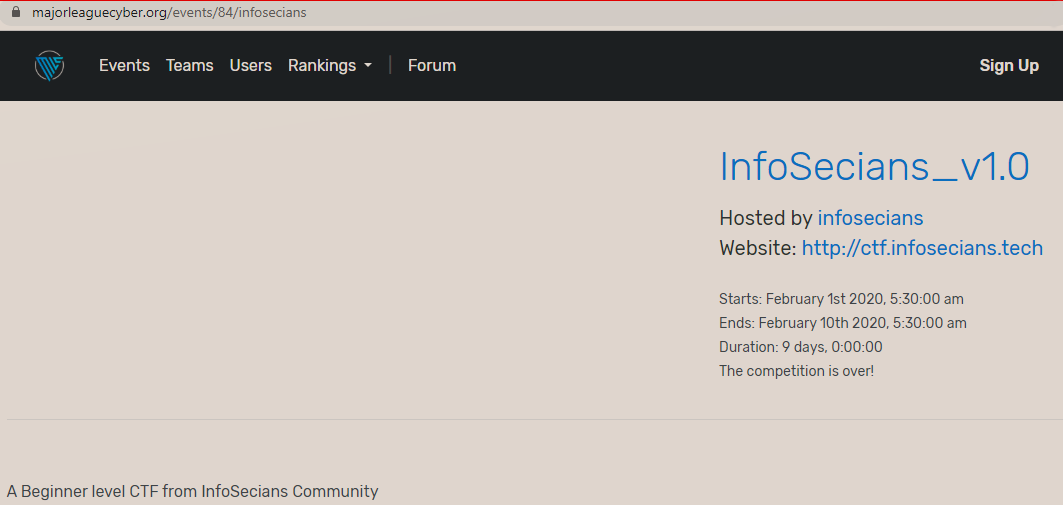 majorleaguecyber.org/events/84/infosecians
Events Teams Users Rankings | Forum Sign Up
InfoSecians_v1.0
Hosted by infosecians
Website: http://ctf.infosecians.tech
Starts: February 1st 2020, 5:30:00 am
Ends: February 10th 2020, 5:30:00 am
Duration: 9 days, 0:00:00
The competition is over!
A Beginner level CTF from InfoSecians Community